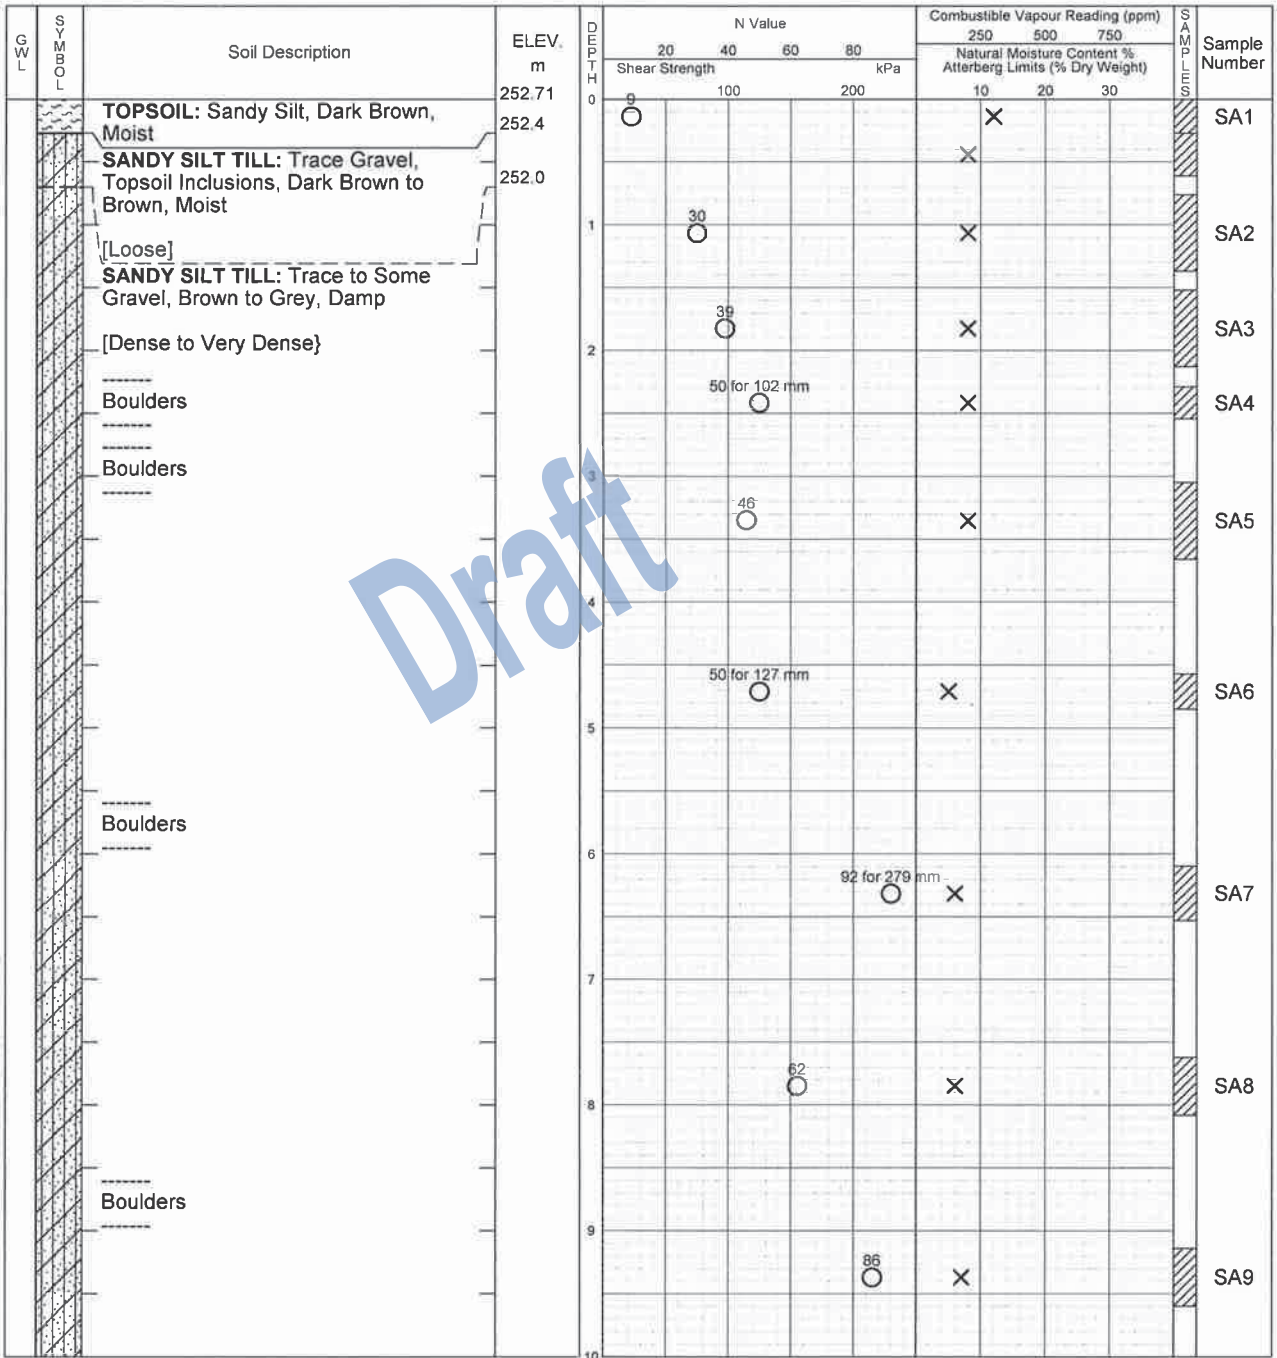 GWL
SYMBOL
Soil Description
ELEV.
m
DEPTH
N Value
20 40 60 80
Shear Strength kPa
100 200
Combustible Vapour Reading (ppm)
250 500 750
Natural Moisture Content %
Atterberg Limits (% Dry Weight)
10 20 30
SAMPLES
Sample
Number
252.71
0
TOPSOIL: Sandy Silt, Dark Brown,
Moist
252.4
9
SA1
SANDY SILT TILL: Trace Gravel,
Topsoil Inclusions, Dark Brown to
Brown, Moist
252.0
[Loose]
1
30
SA2
SANDY SILT TILL: Trace to Some
Gravel, Brown to Grey, Damp
39
SA3
[Dense to Very Dense}
2
Boulders
50 for 102 mm
SA4
Boulders
3
46
SA5
Draft
4
50 for 127 mm
SA6
5
Boulders
6
92 for 279 mm
SA7
7
62
SA8
8
Boulders
9
86
SA9
10